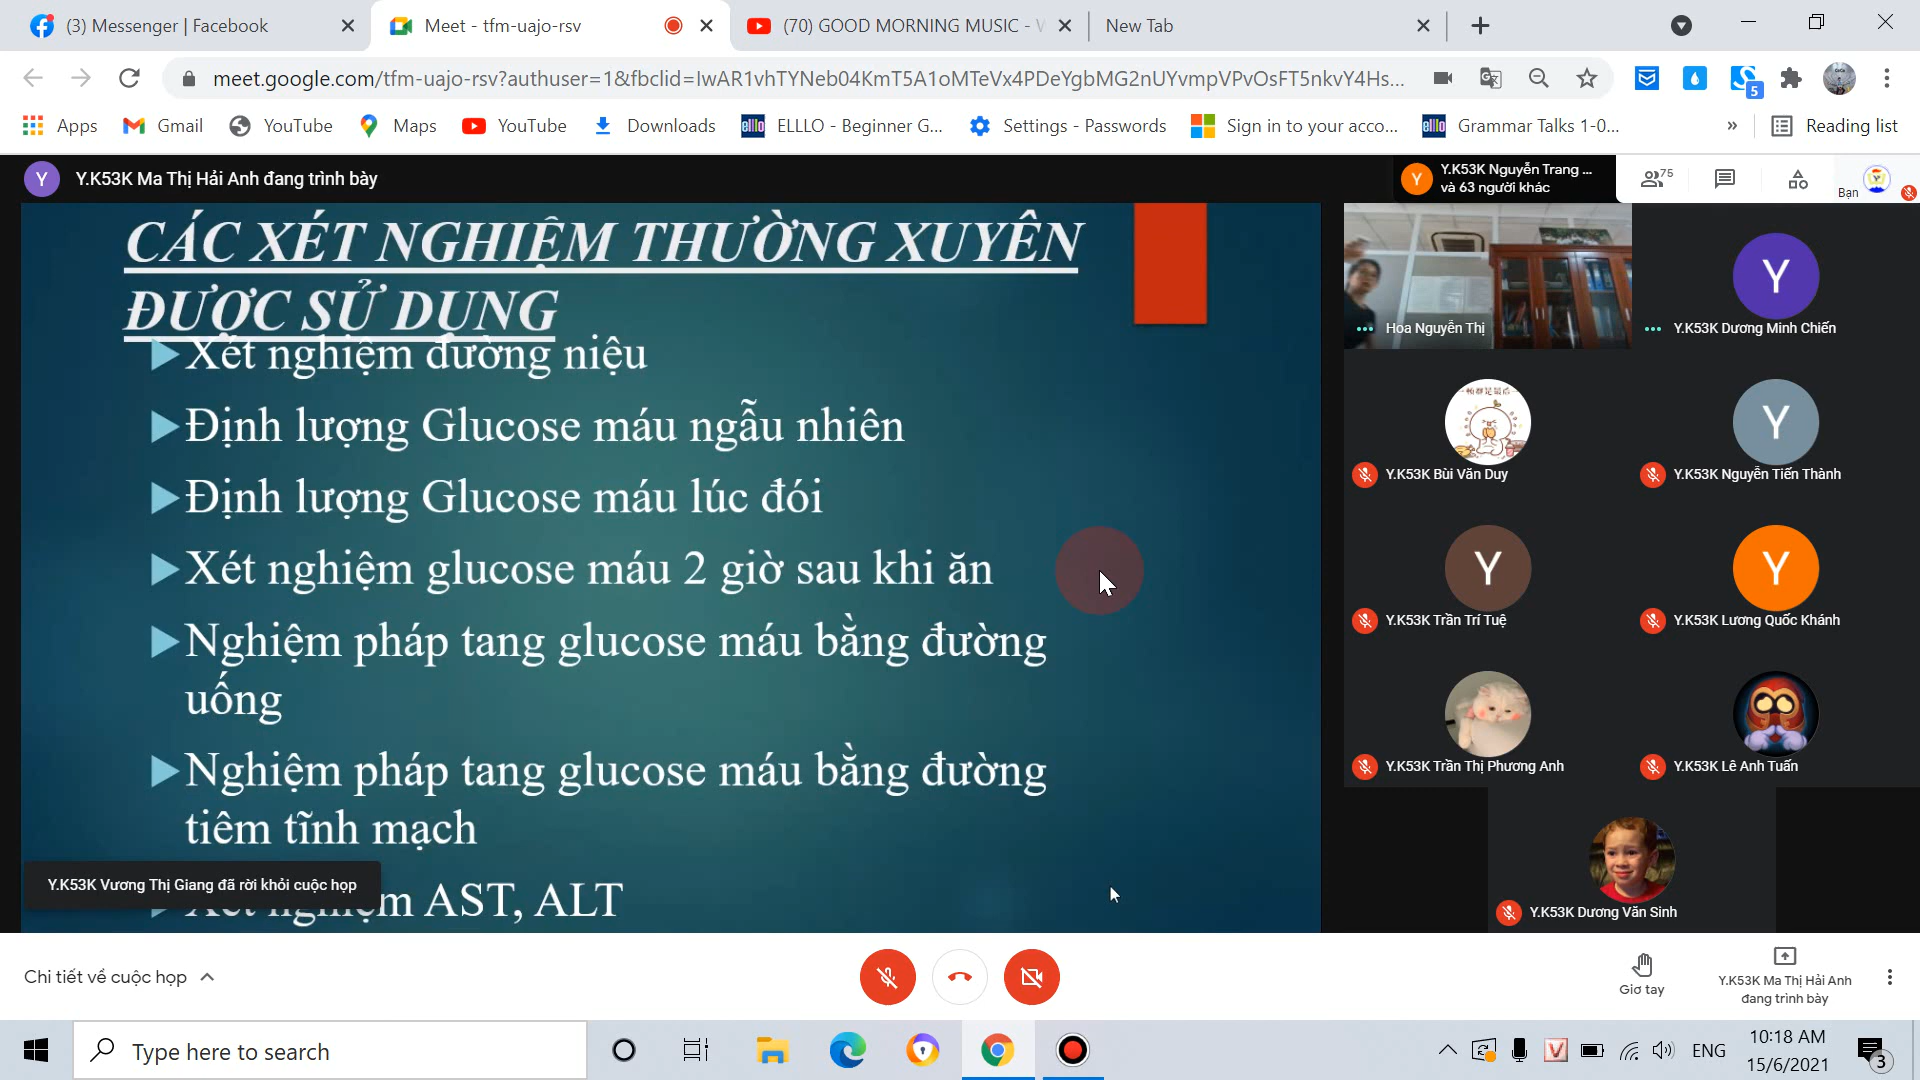 (3) Messenger | Facebook
Meet - tfm-uajo-rsv
(70) GOOD MORNING MUSIC - W
New Tab
meet.google.com/tfm-uajo-rsv?authuser=1&fbclid=IwAR1vhTYNeb04KmT5A1oMTeVx4PDeYgbMG2nUYvmpVPvOsFT5nkvY4Hs...
5
Apps
Gmail
YouTube
Maps
YouTube
Downloads
elllo
ELLLO - Beginner G...
Settings - Passwords
Sign in to your acco...
elllo
Grammar Talks 1-0...
»
Reading list
Y
Y.K53K Ma Thị Hải Anh đang trình bày
Y
Y.K53K Nguyễn Trang ...
và 63 người khác
75
Bạn
CÁC XÉT NGHIỆM THƯỜNG XUYÊN
ĐƯỢC SỬ DỤNG
Xét nghiệm đường niệu
Định lượng Glucose máu ngẫu nhiên
Định lượng Glucose máu lúc đói
Xét nghiệm glucose máu 2 giờ sau khi ăn
Nghiệm pháp tang glucose máu bằng đường
uống
Nghiệm pháp tang glucose máu bằng đường
tiêm tĩnh mạch
Xét nghiệm AST, ALT
Y.K53K Vương Thị Giang đã rời khỏi cuộc họp
Hoa Nguyễn Thị
Y
Y.K53K Dương Minh Chiến
Y.K53K Bùi Văn Duy
Y
Y.K53K Nguyễn Tiến Thành
Y
Y.K53K Trần Trí Tuệ
Y
Y.K53K Lương Quốc Khánh
Y.K53K Trần Thị Phương Anh
Y.K53K Lê Anh Tuấn
Y.K53K Dương Văn Sinh
Chi tiết về cuộc họp
Giơ tay
Y.K53K Ma Thị Hải Anh
đang trình bày
Type here to search
V
ENG
10:18 AM
15/6/2021
3